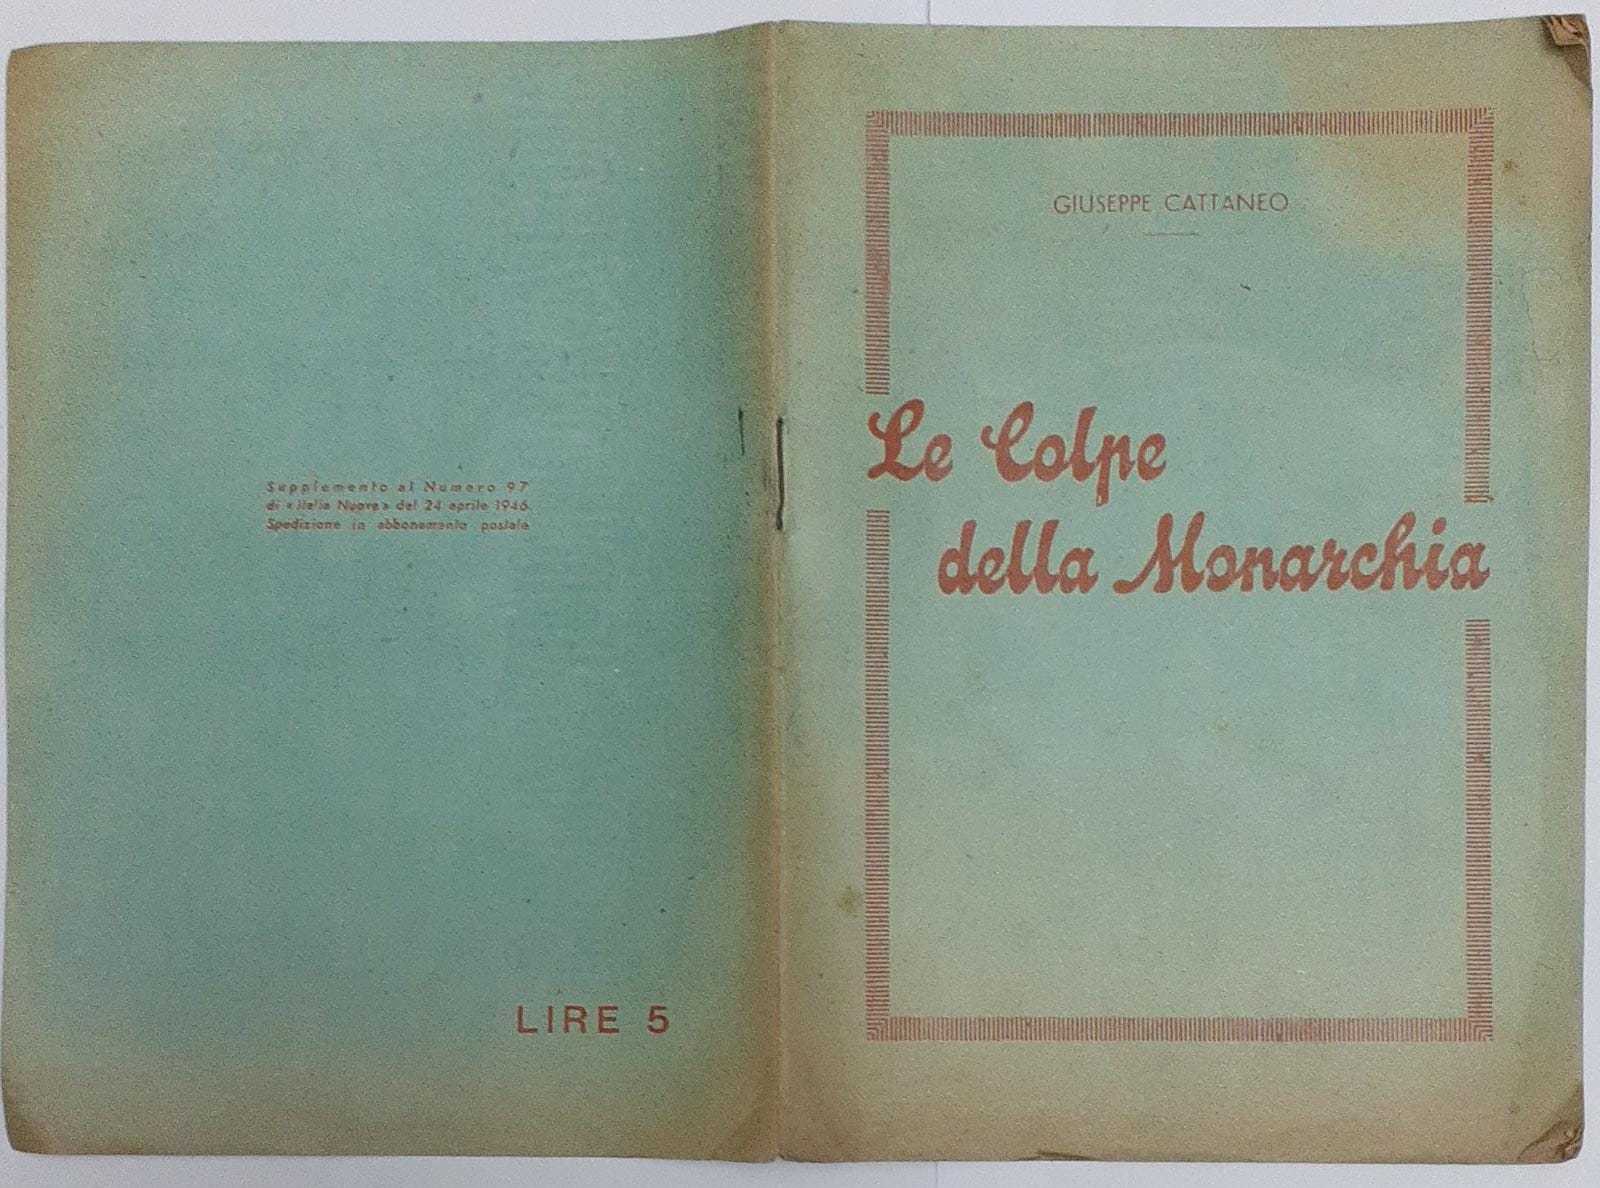 Supplemento al Numero 97
di «Italia Nuova» del 24 aprile 1946.
Spedizione in abbonamento postale
LIRE 5
GIUSEPPE CATTANEO
Le Colpe
della Monarchia